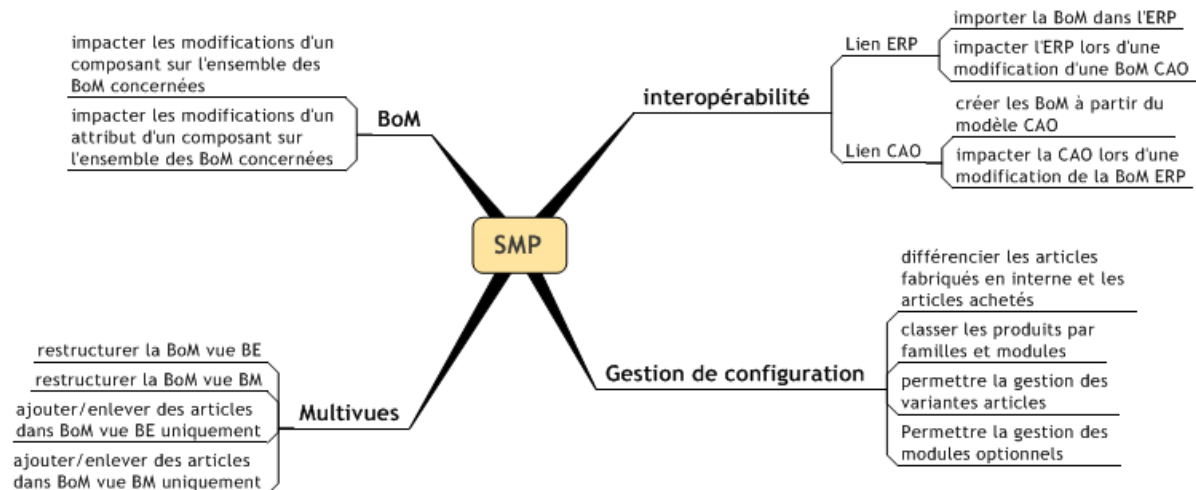 impacter les modifications d'un
composant sur l'ensemble des
BoM concernées
impacter les modifications d'un
attribut d'un composant sur
l'ensemble des BoM concernées
BoM
interopérabilité
Lien ERP
importer la BoM dans l'ERP
impacter l'ERP lors d'une
modification d'une BoM CAO
Lien CAO
créer les BoM à partir du
modèle CAO
impacter la CAO lors d'une
modification de la BoM ERP
SMP
restructurer la BoM vue BE
restructurer la BoM vue BM
ajouter/enlever des articles
dans BoM vue BE uniquement
ajouter/enlever des articles
dans BoM vue BM uniquement
Multivues
Gestion de configuration
différencier les articles
fabriqués en interne et les
articles achetés
classer les produits par
familles et modules
permettre la gestion des
variantes articles
Permettre la gestion des
modules optionnels